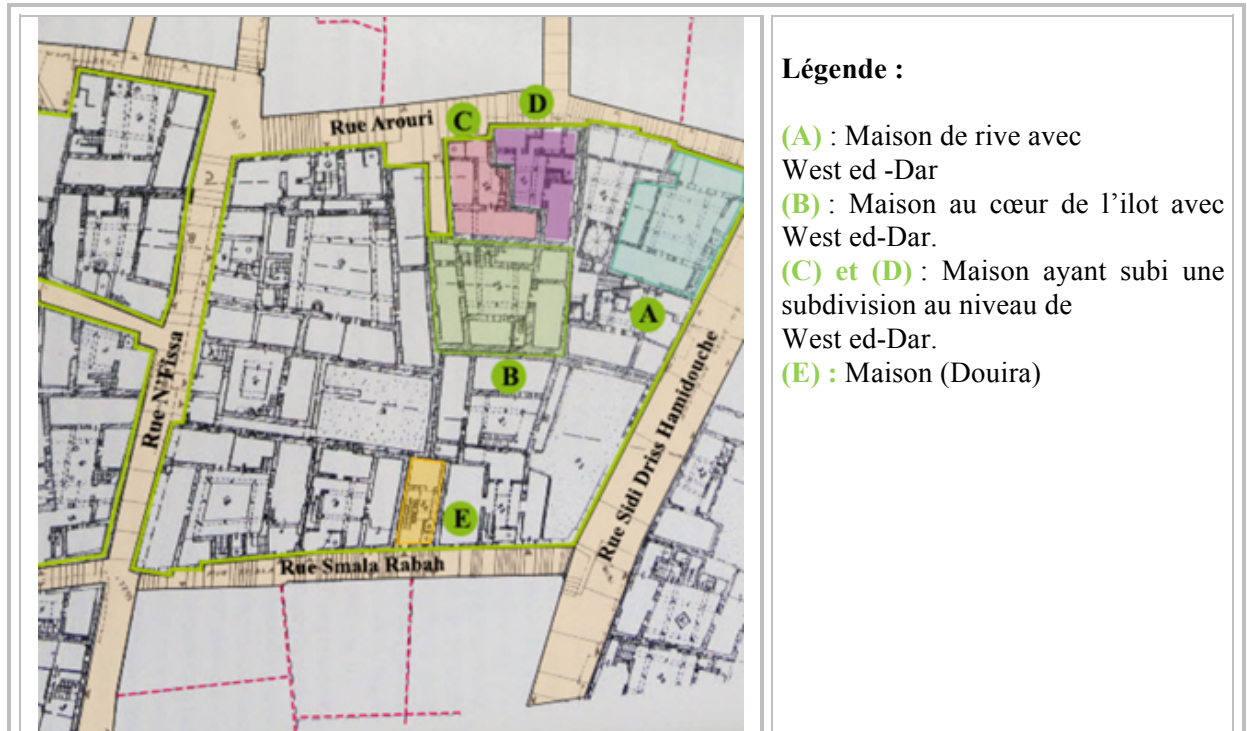 Rue Arouri
C
D
A
B
E
Rue N'Fissa
Rue Sidi Driss Hamidouche
Rue Smala Rabah
Légende :
(A) : Maison de rive avec
West ed -Dar
(B) : Maison au cœur de l'ilot avec
West ed-Dar.
(C) et (D) : Maison ayant subi une
subdivision au niveau de
West ed-Dar.
(E) : Maison (Douira)